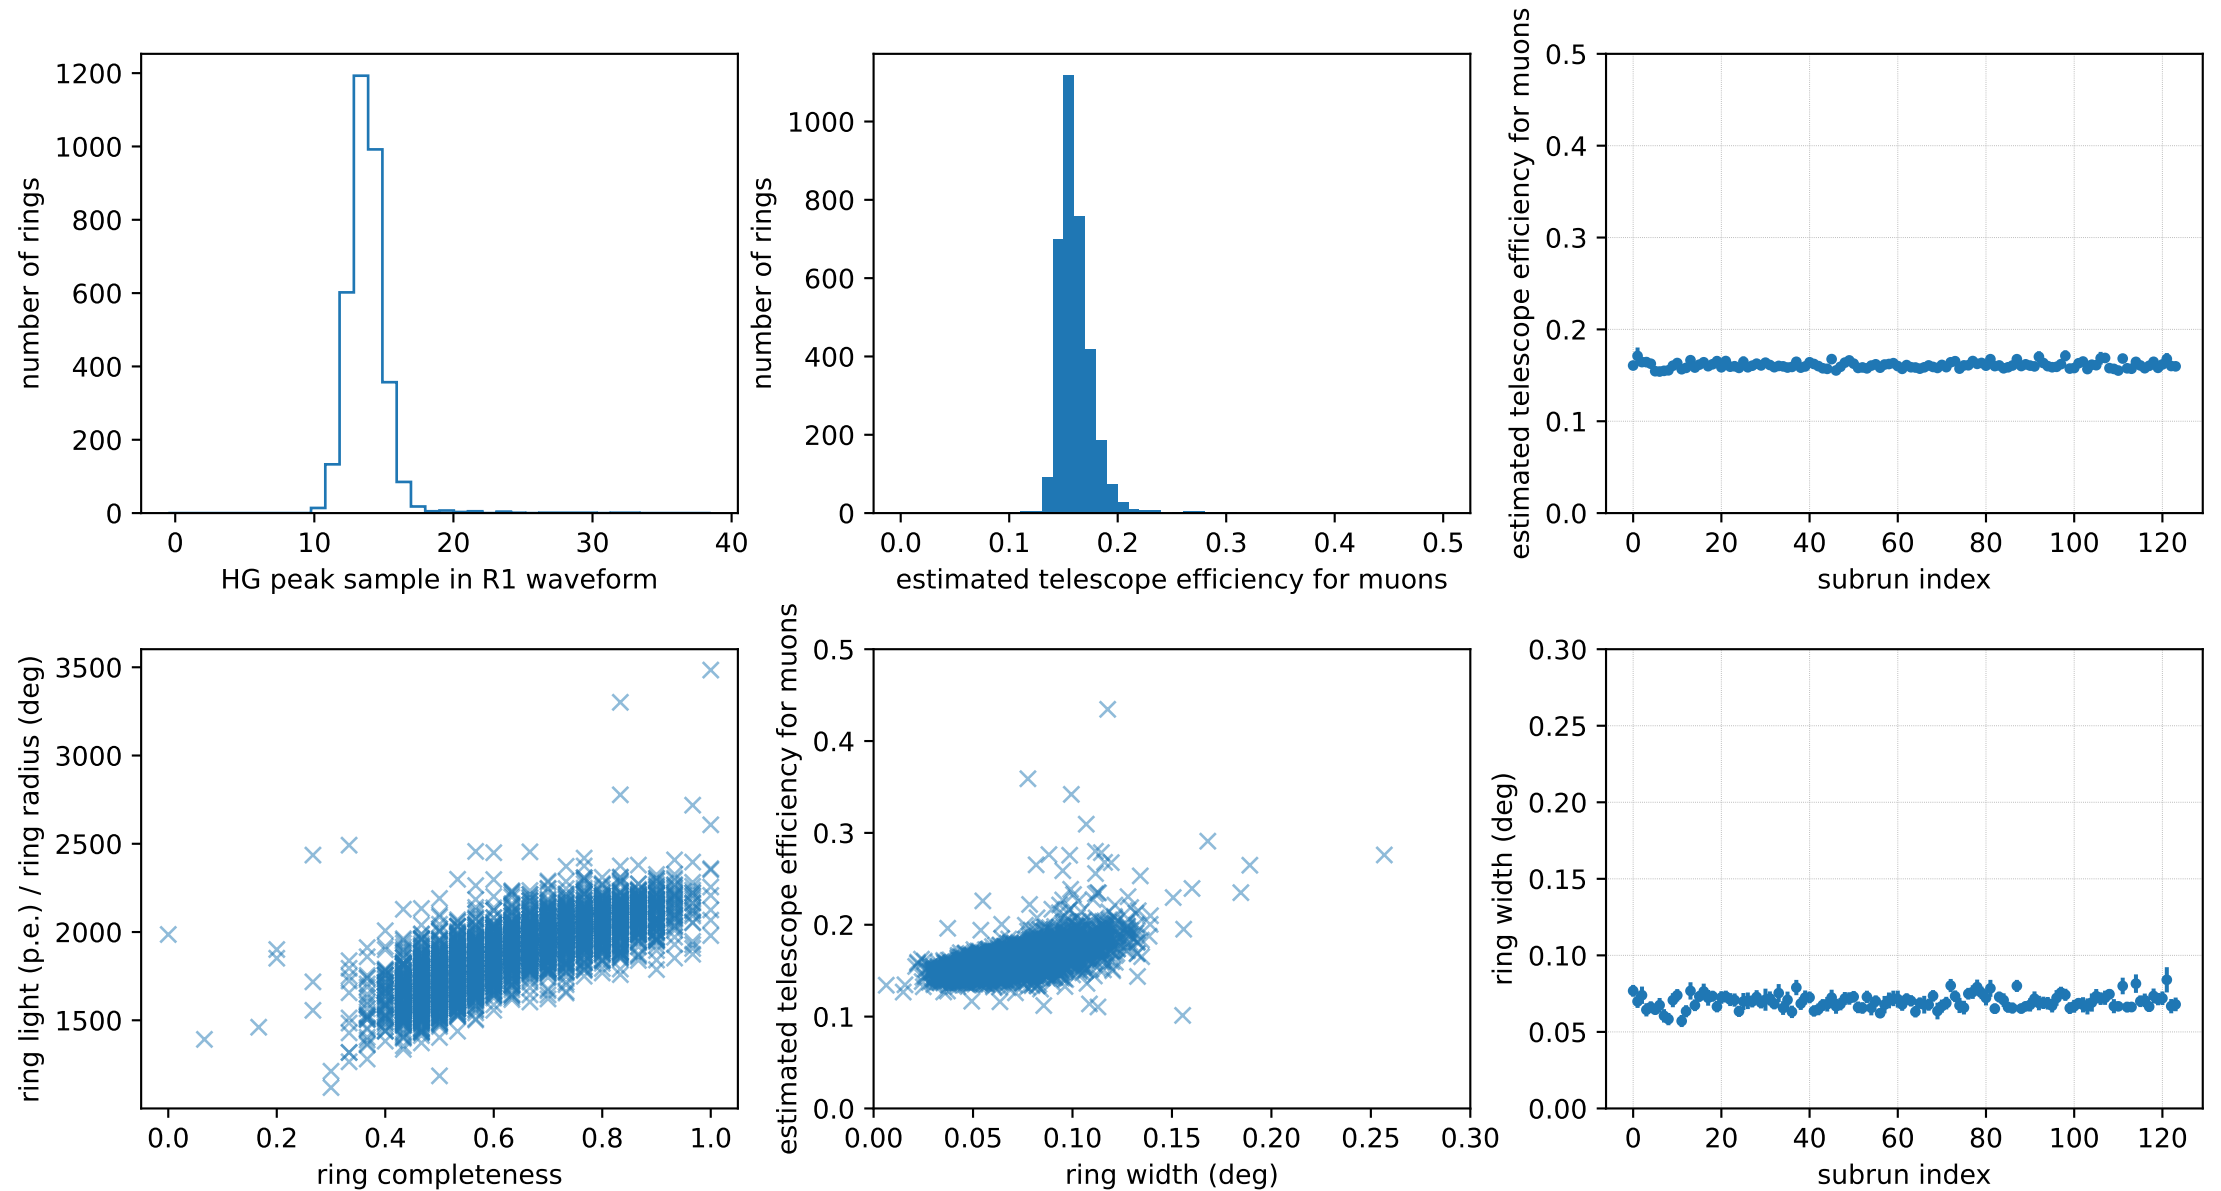 1200
1000
800
600
400
200
0
number of rings
0 10 20 30 40
HG peak sample in R1 waveform
1000
800
600
400
200
0
number of rings
0.0 0.1 0.2 0.3 0.4 0.5
estimated telescope efficiency for muons
0.5
0.4
0.3
0.2
0.1
0.0
estimated telescope efficiency for muons
0 20 40 60 80 100 120
subrun index
3500
3000
2500
2000
1500
ring light (p.e.) / ring radius (deg)
0.0 0.2 0.4 0.6 0.8 1.0
ring completeness
0.5
0.4
0.3
0.2
0.1
0.0
estimated telescope efficiency for muons
0.00 0.05 0.10 0.15 0.20 0.25 0.30
ring width (deg)
0.30
0.25
0.20
0.15
0.10
0.05
0.00
ring width (deg)
0 20 40 60 80 100 120
subrun index